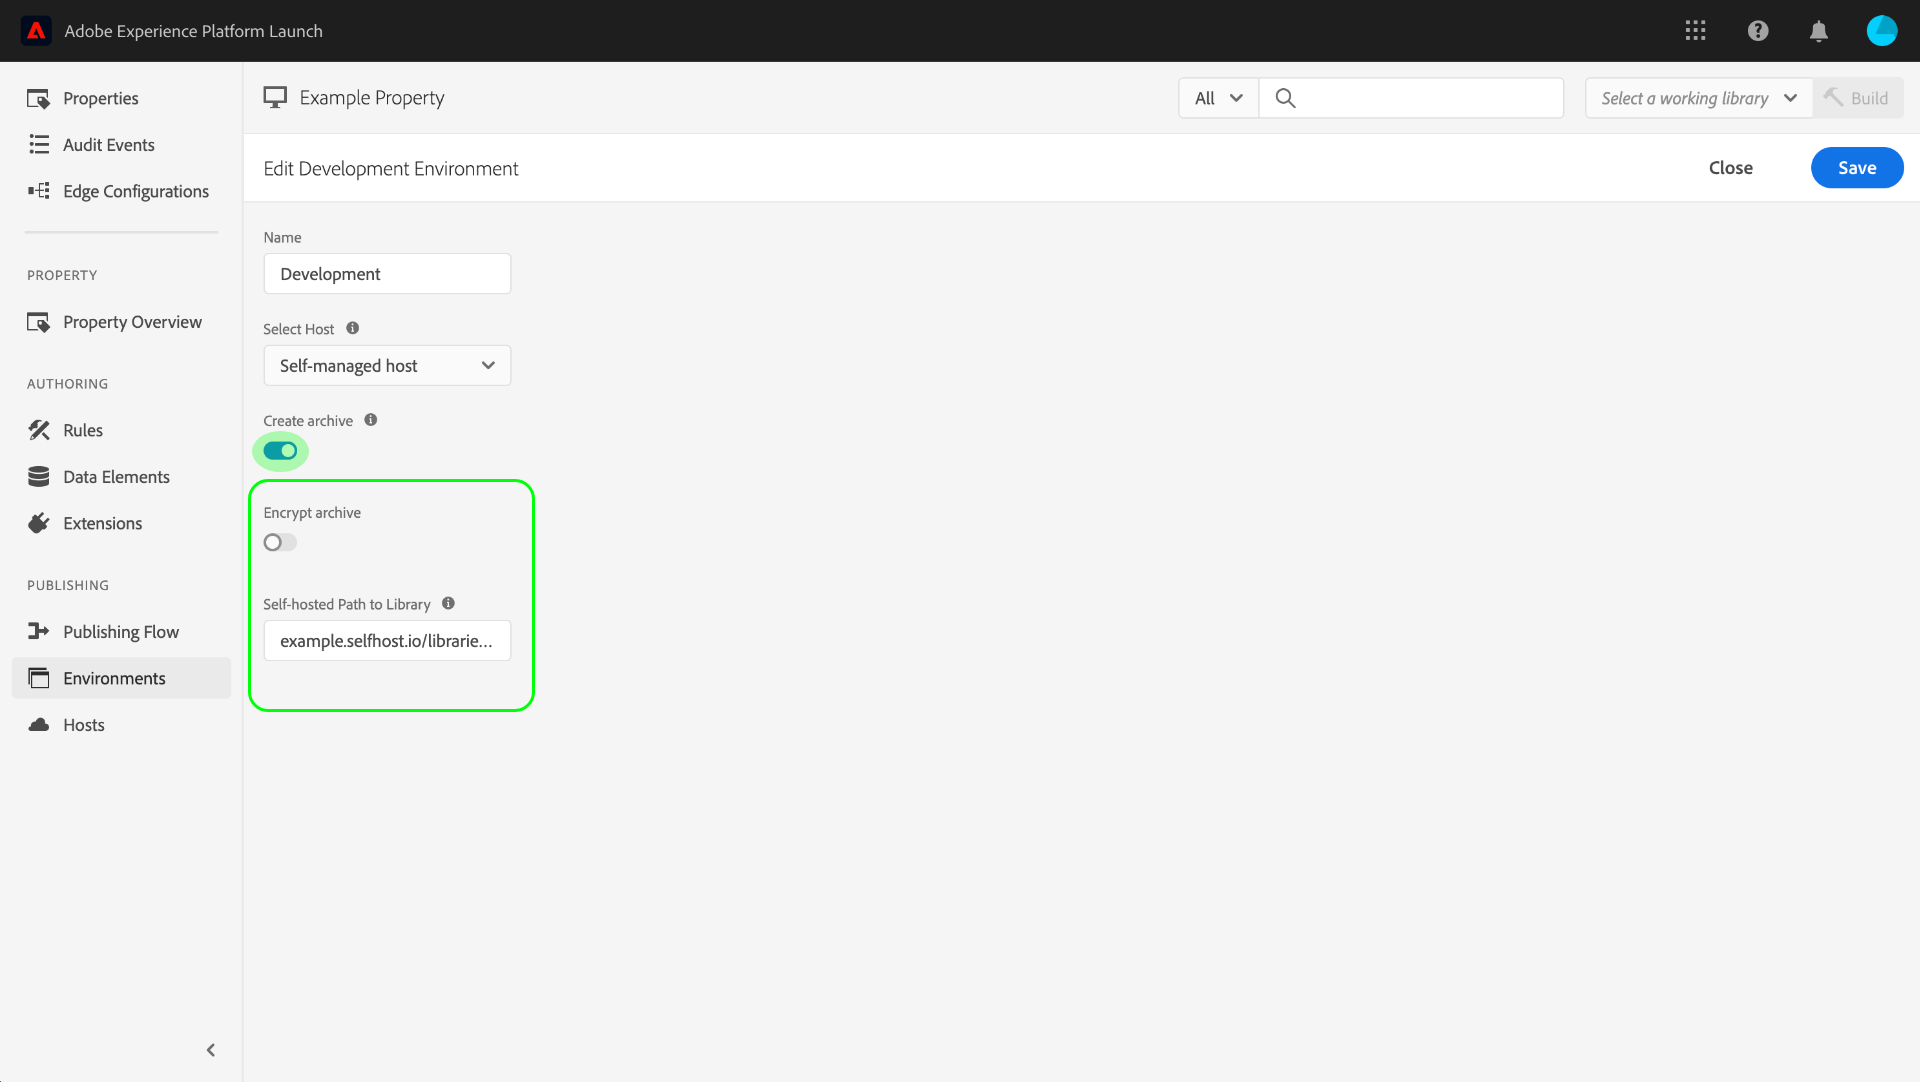 Adobe Experience Platform Launch
Properties
Audit Events
Edge Configurations
PROPERTY
Property Overview
AUTHORING
Rules
Data Elements
Extensions
PUBLISHING
Publishing Flow
Environments
Hosts
Example Property
All
Select a working library
Build
Edit Development Environment
Close
Save
Name
Development
Select Host
Self-managed host
Create archive
Encrypt archive
Self-hosted Path to Library
example.selfhost.io/librarie...